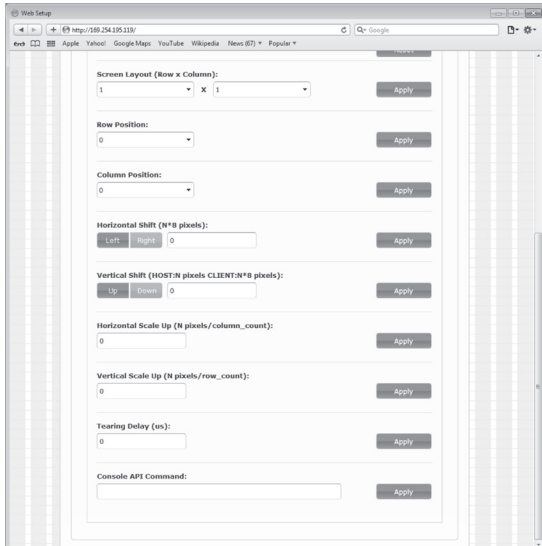 Web Setup
http://169.254.195.119/
Google
Apple Yahoo! Google Maps YouTube Wikipedia News (67) Popular
Screen Layout (Row x Column):
1 X 1 Apply
Row Position:
0 Apply
Column Position:
0 Apply
Horizontal Shift (N*8 pixels):
Left Right 0 Apply
Vertical Shift (HOST:N pixels CLIENT:N*8 pixels):
Up Down 0 Apply
Horizontal Scale Up (N pixels/column_count):
0 Apply
Vertical Scale Up (N pixels/row_count):
0 Apply
Tearing Delay (us):
0 Apply
Console API Command:
Apply